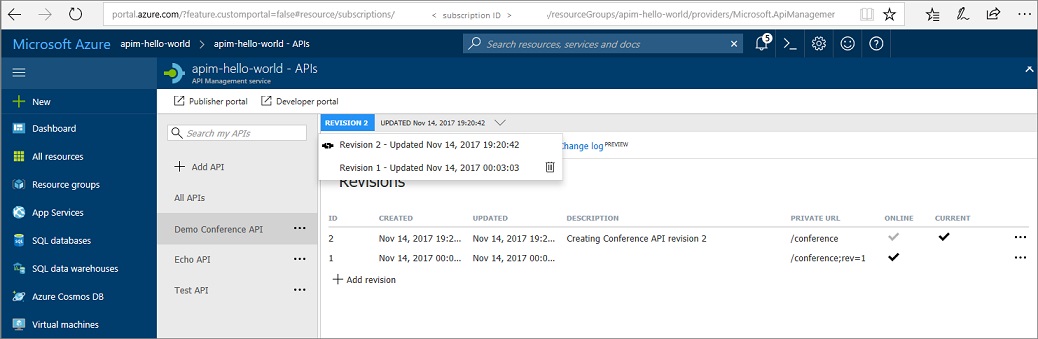 portal.azure.com/?feature.customportal=false#resource/subscriptions/ < subscription ID > /resourceGroups/apim-hello-world/providers/Microsoft.ApiManagemer
Microsoft Azure apim-hello-world > apim-hello-world - APIs
Search resources, services and docs
5
apim-hello-world - APIs
API Management service
New
Dashboard
All resources
Resource groups
App Services
SQL databases
SQL data warehouses
Azure Cosmos DB
Virtual machines
Publisher portal
Developer portal
Search my APIs
Add API
All APIs
Demo Conference API
Echo API
Test API
REVISION 2 UPDATED Nov 14, 2017 19:20:42
Revision 2 - Updated Nov 14, 2017 19:20:42
Revision 1 - Updated Nov 14, 2017 00:03:03
hange log PREVIEW
Revisions
ID CREATED UPDATED DESCRIPTION PRIVATE URL ONLINE CURRENT
2 Nov 14, 2017 19:2... Nov 14, 2017 19:2... Creating Conference API revision 2 /conference
1 Nov 14, 2017 00:0... Nov 14, 2017 00:0... /conference;rev=1
Add revision